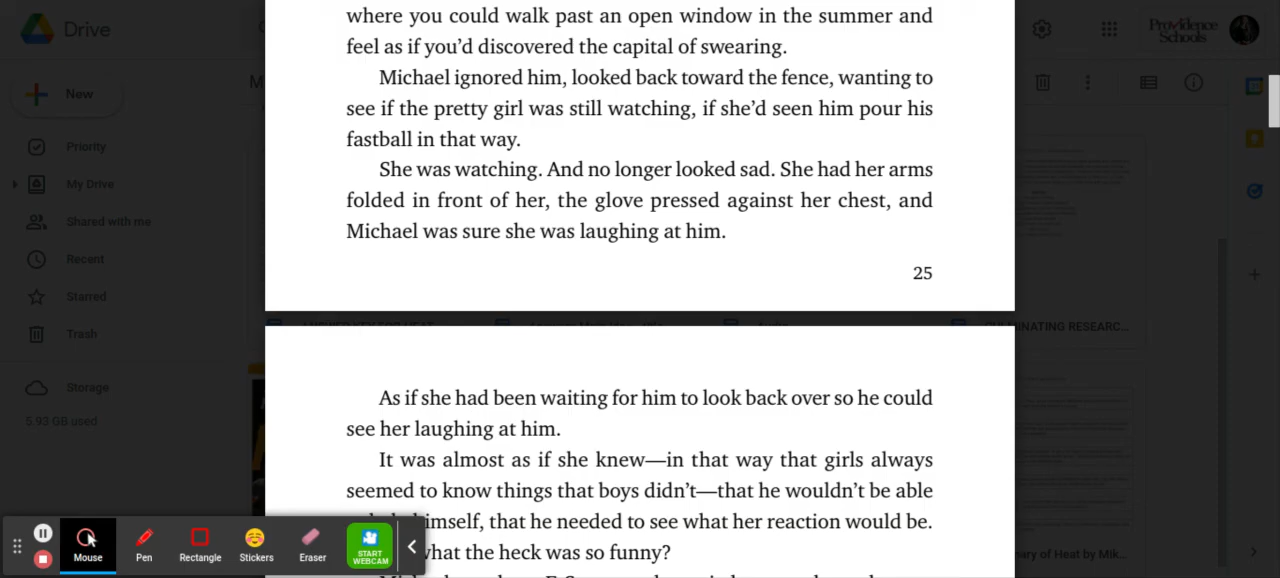 where you could walk past an open window in the summer and
Drive
Providence
Schools
feel as if you'd discovered the capital of swearing.
Michael ignored him, looked back toward the fence, wanting to
New
M
see if the pretty girl was still watching, if she'd seen him pour his
fastball in that way.
Priority
She was watching. And no longer looked sad. She had her arms
My Drive
folded in front of her, the glove pressed against her chest, and
Shared with me
Michael was sure she was laughing at him.
Recent
25
Starred
Trash
CULMINATING RESEARC...
Storage
As if she had been waiting for him to look back over so he could
5.93 GB used
see her laughing at him.
It was almost as if she knew—in that way that girls always
seemed to know things that boys didn't—that he wouldn't be able
himself, that he needed to see what her reaction would be.
what the heck was so funny?
Mouse
Pen
Rectangle
Stickers
Eraser
START
WEBCAM
of Heat by Mik...